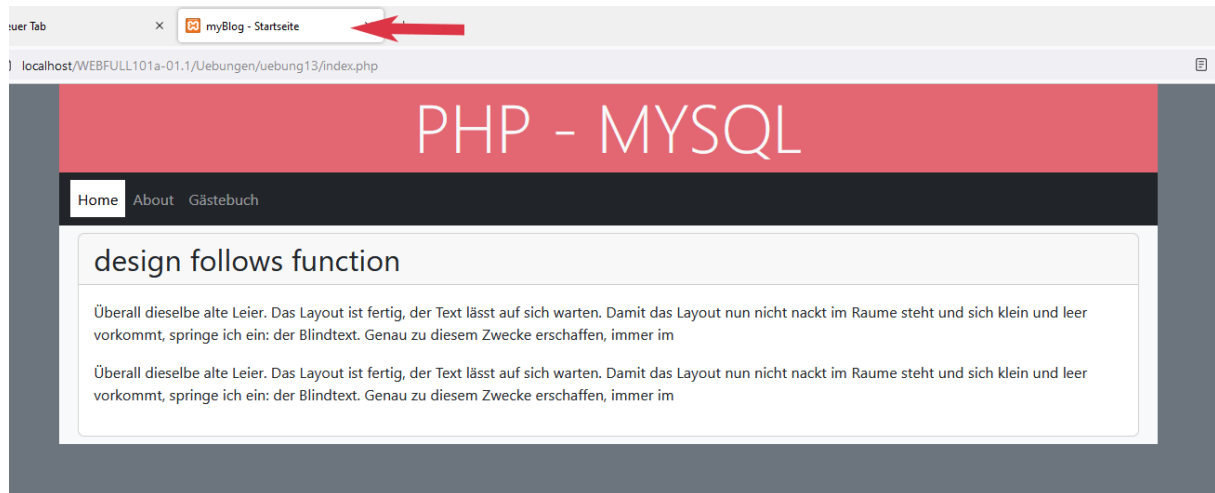 euer Tab
myBlog - Startseite
localhost/WEBFULL101a-01.1/Uebungen/uebung13/index.php
PHP - MYSQL
Home About Gästebuch
design follows function
Überall dieselbe alte Leier. Das Layout ist fertig, der Text lässt auf sich warten. Damit das Layout nun nicht nackt im Raume steht und sich klein und leer
vorkommt, springe ich ein: der Blindtext. Genau zu diesem Zwecke erschaffen, immer im
Überall dieselbe alte Leier. Das Layout ist fertig, der Text lässt auf sich warten. Damit das Layout nun nicht nackt im Raume steht und sich klein und leer
vorkommt, springe ich ein: der Blindtext. Genau zu diesem Zwecke erschaffen, immer im